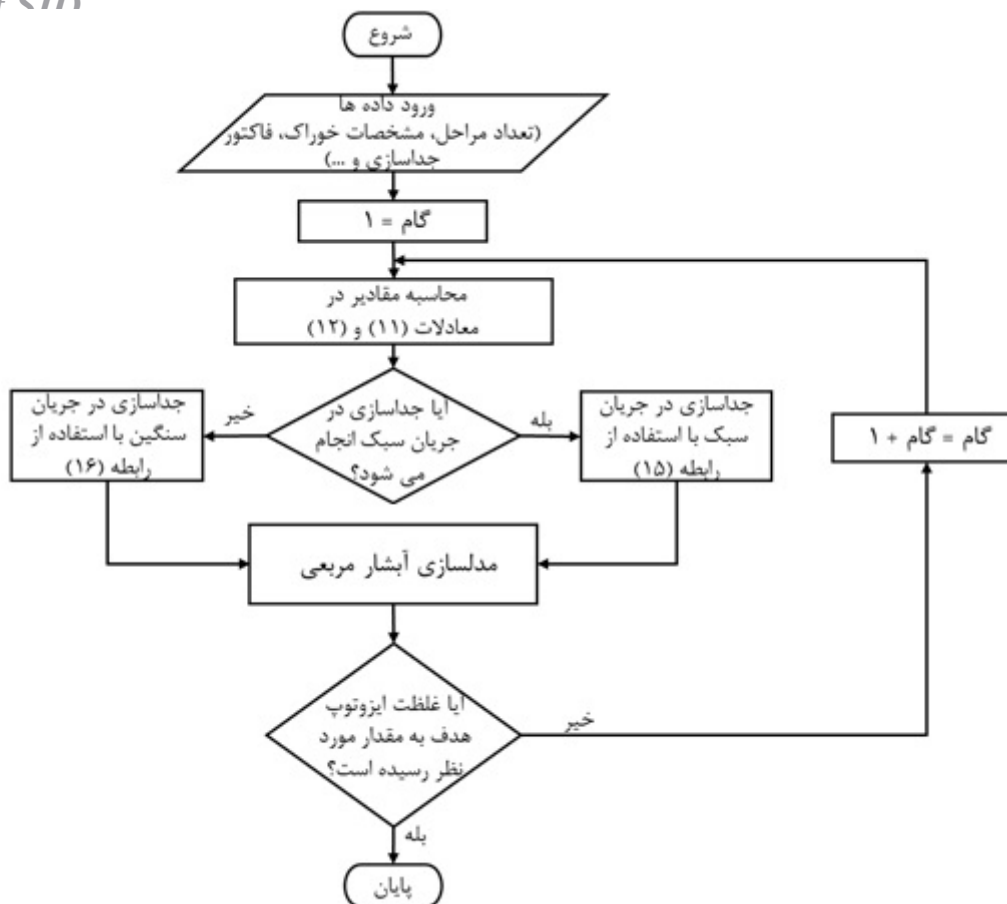 شروع
ورود داده ها
(تعداد مراحل، مشخصات خوراک، فاکتور
جداسازی و ...)
گام = ۱
محاسبه مقادیر در
معادلات (۱۱) و (۱۲)
آیا جداسازی در
جریان سبک انجام
می شود؟
بله
خیر
جداسازی در جریان
سبک با استفاده از
رابطه (۱۵)
جداسازی در جریان
سنگین با استفاده از
رابطه (۱۶)
گام = گام + ۱
مدلسازی آبشار مربعی
آیا غلظت ایزوتوپ
هدف به مقدار مورد
نظر رسیده است؟
خیر
بله
پایان